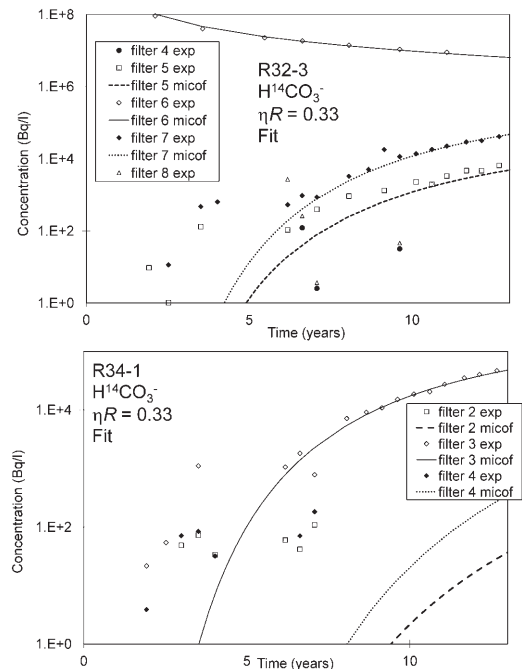 1.E+8
1.E+6
1.E+4
1.E+2
1.E+0
Concentration (Bq/l)
filter 4 exp
filter 5 exp
filter 5 micof
filter 6 exp
filter 6 micof
filter 7 exp
filter 7 micof
filter 8 exp
R32-3
H¹⁴CO₃⁻
ηR = 0.33
Fit
0 5 10
Time (years)
R34-1
H¹⁴CO₃⁻
ηR = 0.33
Fit
1.E+4
1.E+2
1.E+0
Concentration (Bq/l)
filter 2 exp
filter 2 micof
filter 3 exp
filter 3 micof
filter 4 exp
filter 4 micof
0 5 10
Time (years)